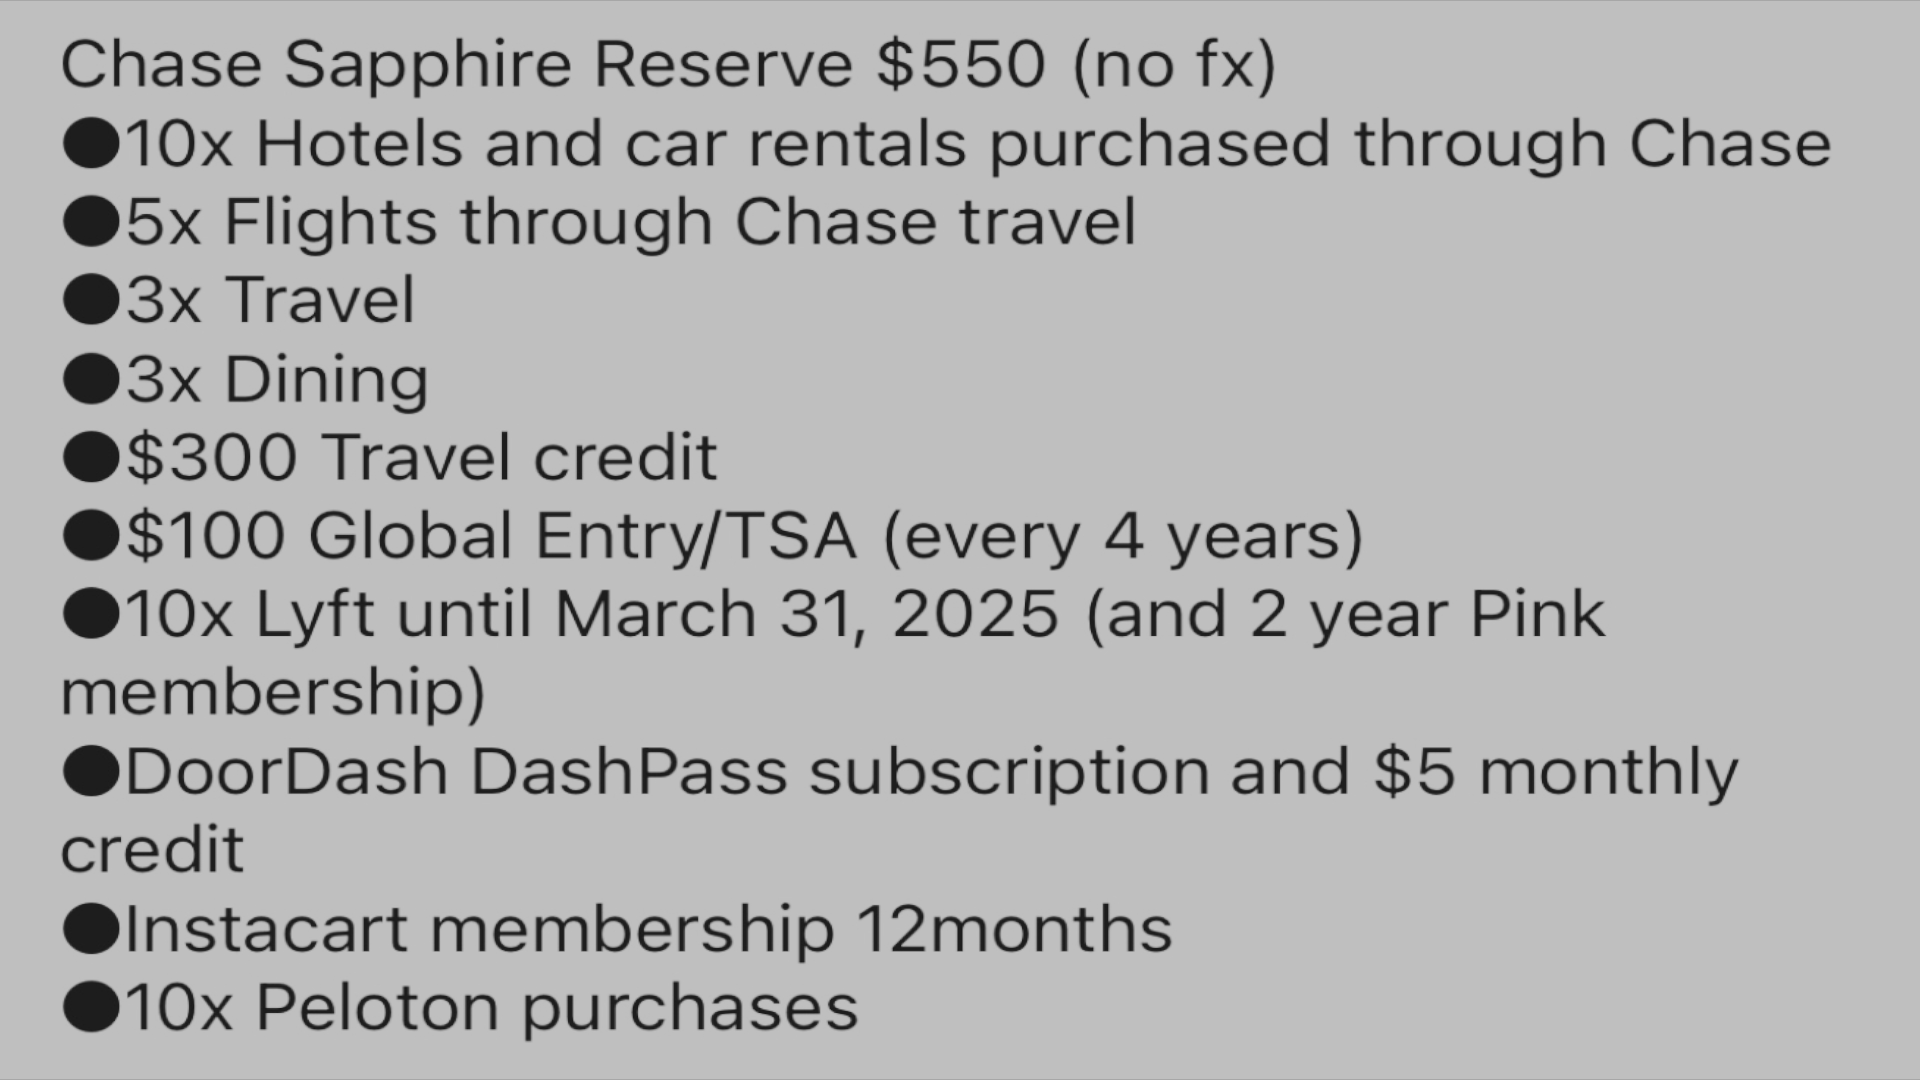 Chase Sapphire Reserve $550 (no fx)
●10x Hotels and car rentals purchased through Chase
●5x Flights through Chase travel
●3x Travel
●3x Dining
●$300 Travel credit
●$100 Global Entry/TSA (every 4 years)
●10x Lyft until March 31, 2025 (and 2 year Pink
membership)
●DoorDash DashPass subscription and $5 monthly
credit
●Instacart membership 12months
●10x Peloton purchases